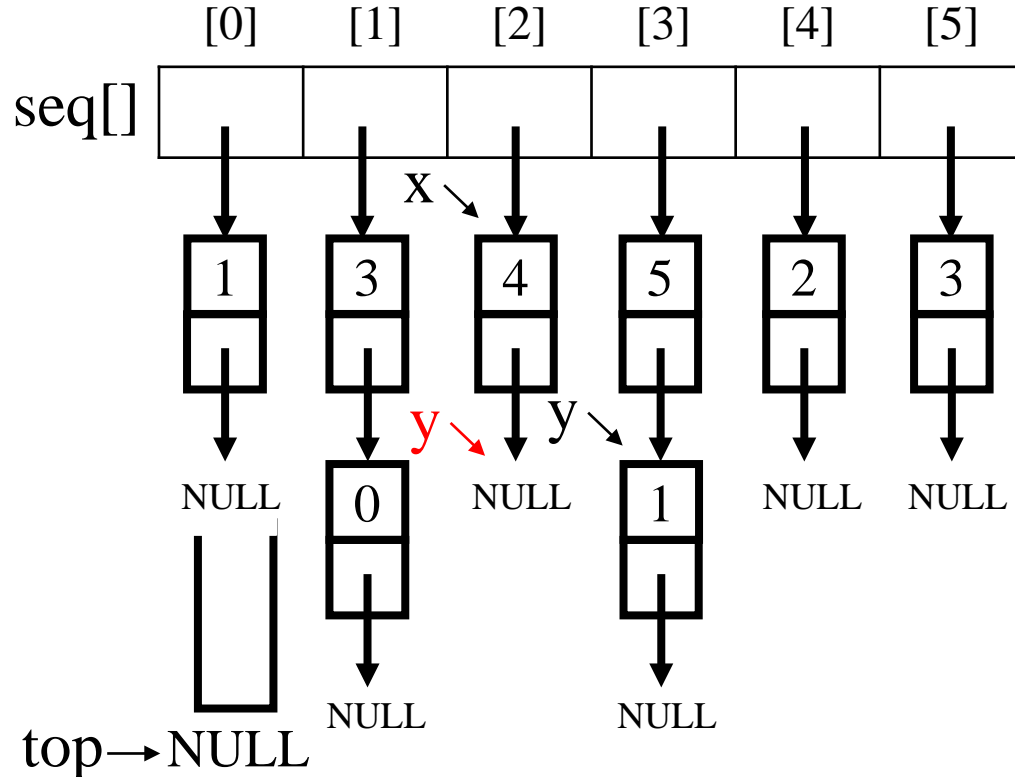 [0] [1] [2] [3] [4] [5]
seq[]
x
1 3 4 5 2 3
y y
NULL 0 NULL 1 NULL NULL
NULL NULL
top NULL